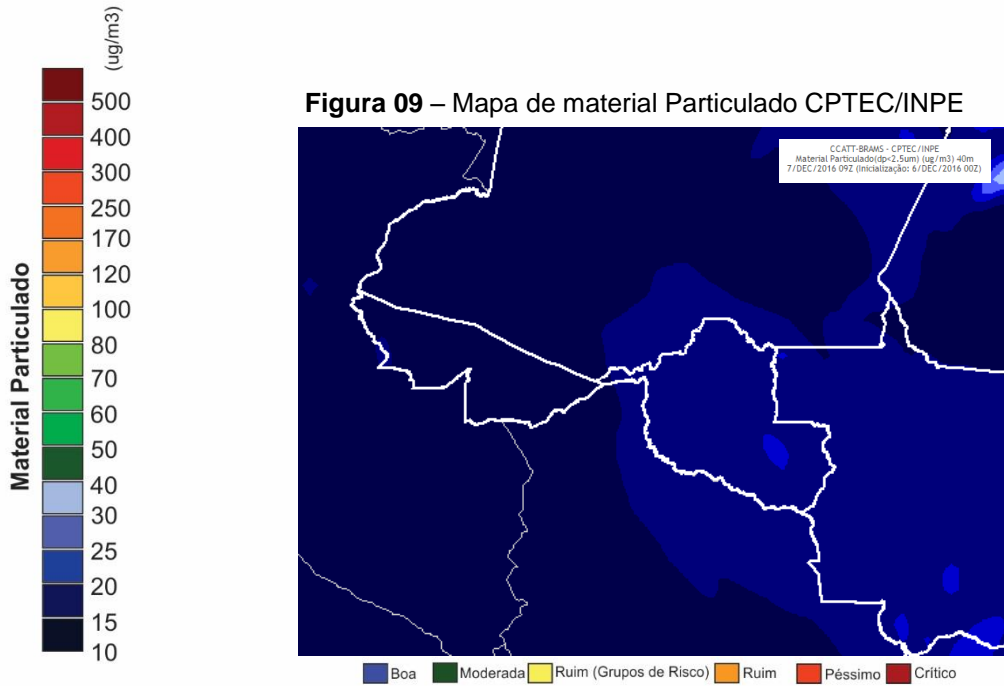 (ug/m3)
Material Particulado
500
400
300
250
170
120
100
80
70
60
50
40
30
25
20
15
10
Figura 09 – Mapa de material Particulado CPTEC/INPE
CCATT-BRAMS - CPTEC/INPE
Material Particulado(dp<2.5um) (ug/m3) 40m
7/DEC/2016 09Z (Inicialização: 6/DEC/2016 00Z)
Boa Moderada Ruim (Grupos de Risco) Ruim Péssimo Crítico